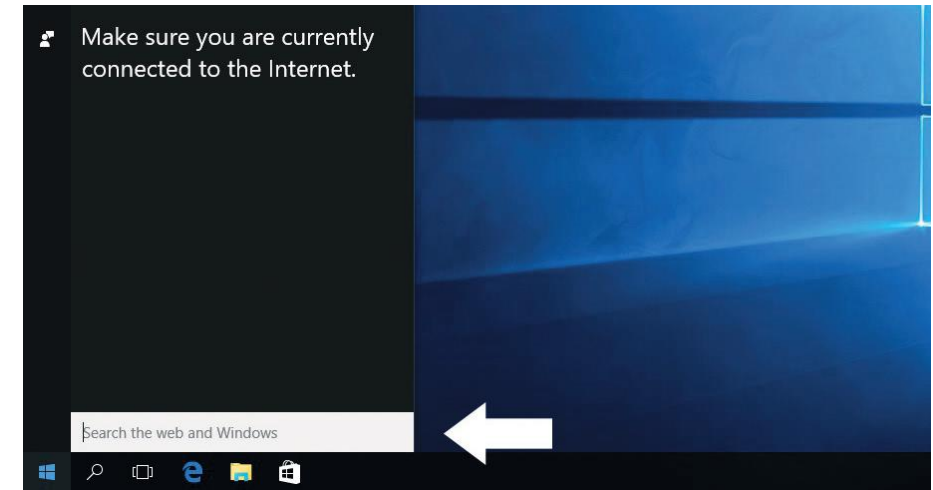 Make sure you are currently
connected to the Internet.
Search the web and Windows